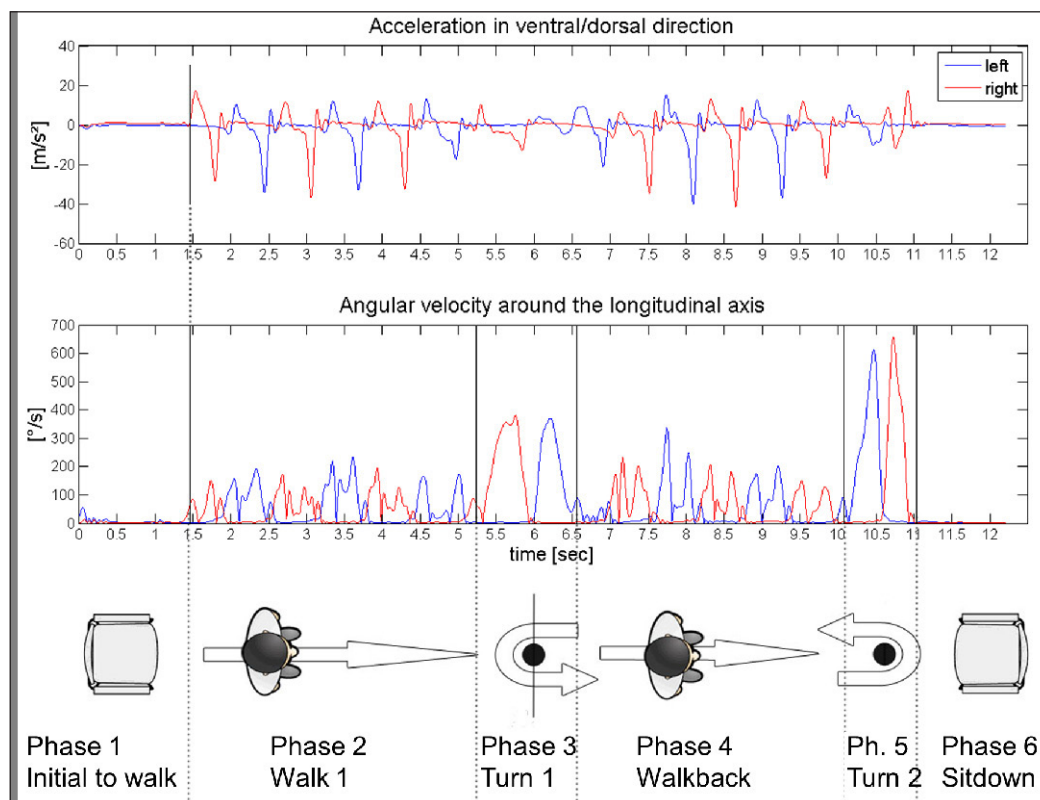 Acceleration in ventral/dorsal direction
40
20
0
-20
-40
-60
[m/s²]
left
right
0 0.5 1 1.5 2 2.5 3 3.5 4 4.5 5 5.5 6 6.5 7 7.5 8 8.5 9 9.5 10 10.5 11 11.5 12
Angular velocity around the longitudinal axis
700
600
500
400
300
200
100
0
[°/s]
0 0.5 1 1.5 2 2.5 3 3.5 4 4.5 5 5.5 6 6.5 7 7.5 8 8.5 9 9.5 10 10.5 11 11.5 12
time [sec]
Phase 1
Initial to walk
Phase 2
Walk 1
Phase 3
Turn 1
Phase 4
Walkback
Ph. 5
Turn 2
Phase 6
Sitdown